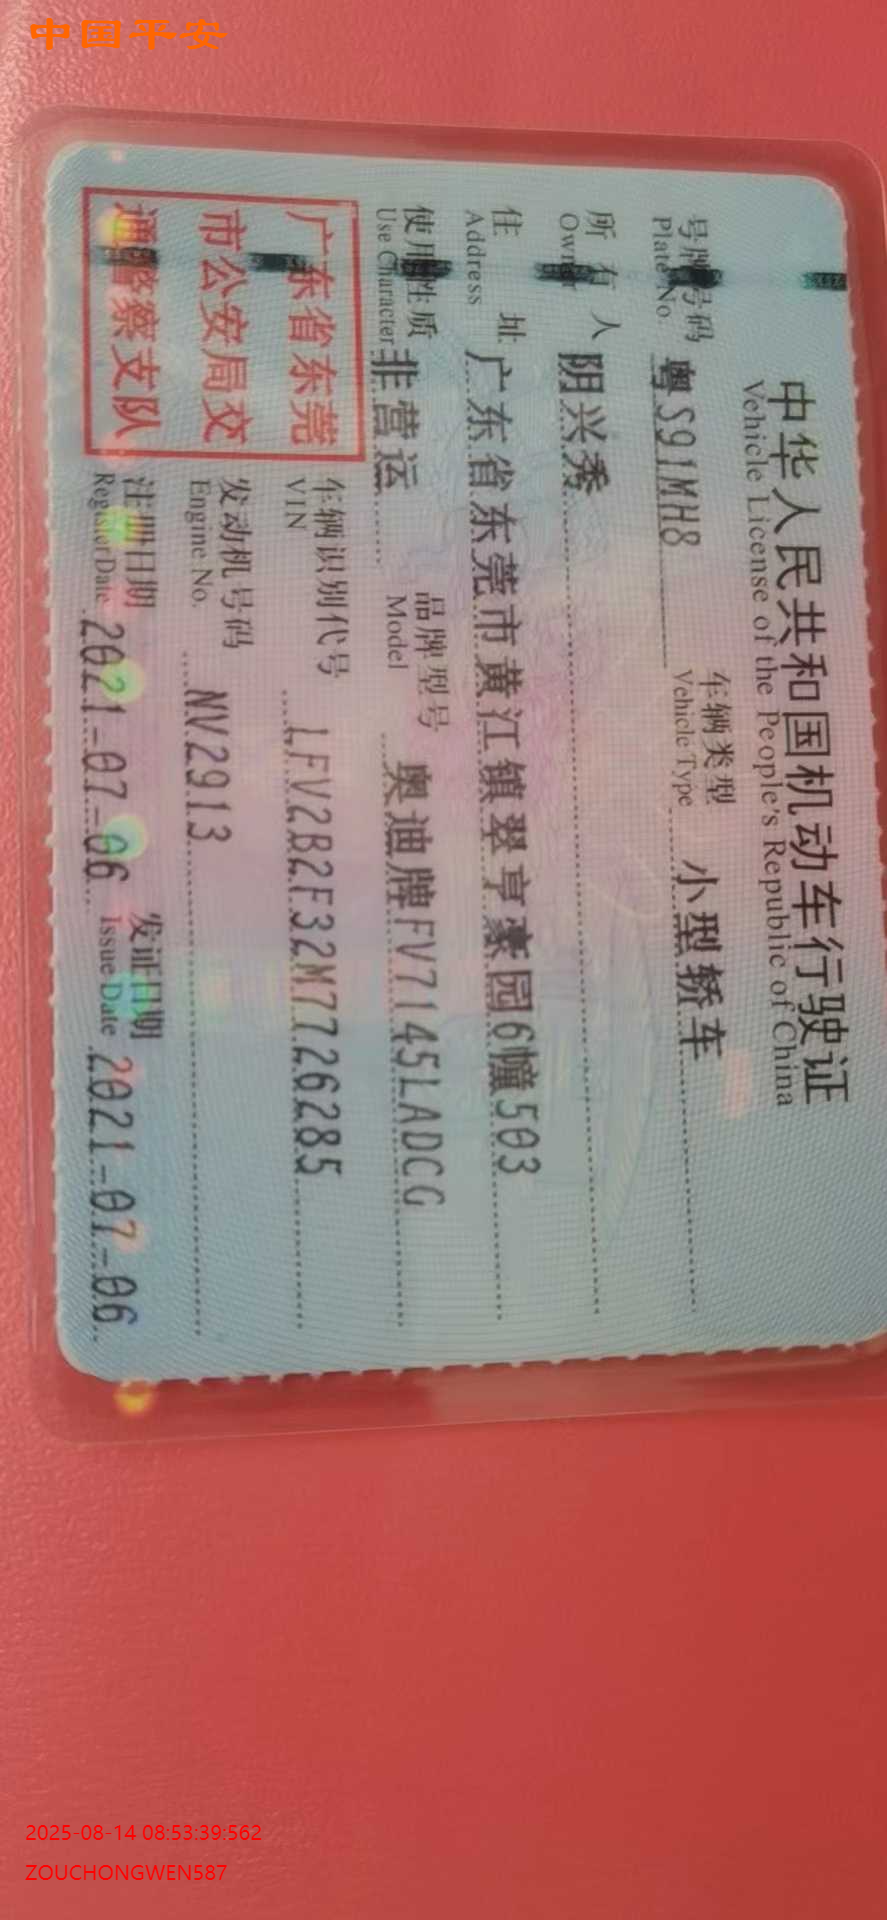 中国平安
中华人民共和国机动车行驶证
Vehicle License of the People's Republic of China
号牌号码 粤S91MH8 车辆类型 小型轿车
Plate No. Vehicle Type
所有人 阴兴秀
Owner
住址 广东省东莞市黄江镇翠亨豪园6幢503
Address
使用性质 非营运 品牌型号 奥迪牌FV7145LADCG
Use Character Model
广东省东莞
市公安局交
通警察支队
车辆识别代号 LFV2B2F32M7726285
VIN
发动机号码 NV2913
Engine No.
注册日期 2021-07-06 发证日期 2021-07-06
Register Date Issue Date
2025-08-14 08:53:39:562
ZOUCHONGWEN587